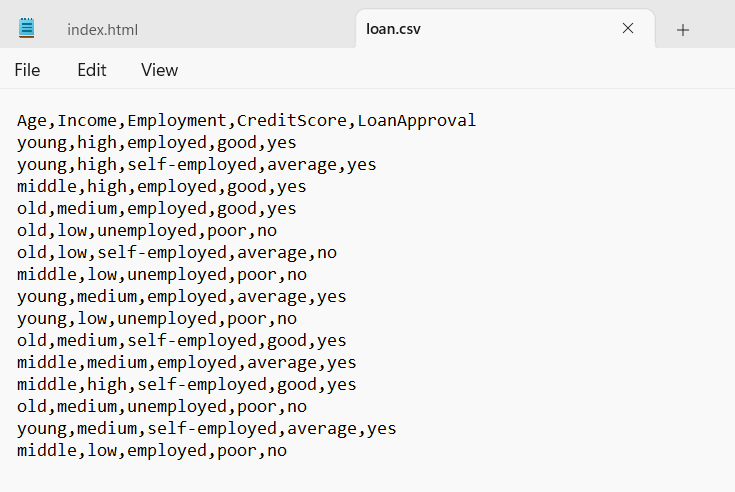 index.html
loan.csv
File Edit View
Age,Income,Employment,CreditScore,LoanApproval
young,high,employed,good,yes
young,high,self-employed,average,yes
middle,high,employed,good,yes
old,medium,employed,good,yes
old,low,unemployed,poor,no
old,low,self-employed,average,no
middle,low,unemployed,poor,no
young,medium,employed,average,yes
young,low,unemployed,poor,no
old,medium,self-employed,good,yes
middle,medium,employed,average,yes
middle,high,self-employed,good,yes
old,medium,unemployed,poor,no
young,medium,self-employed,average,yes
middle,low,employed,poor,no